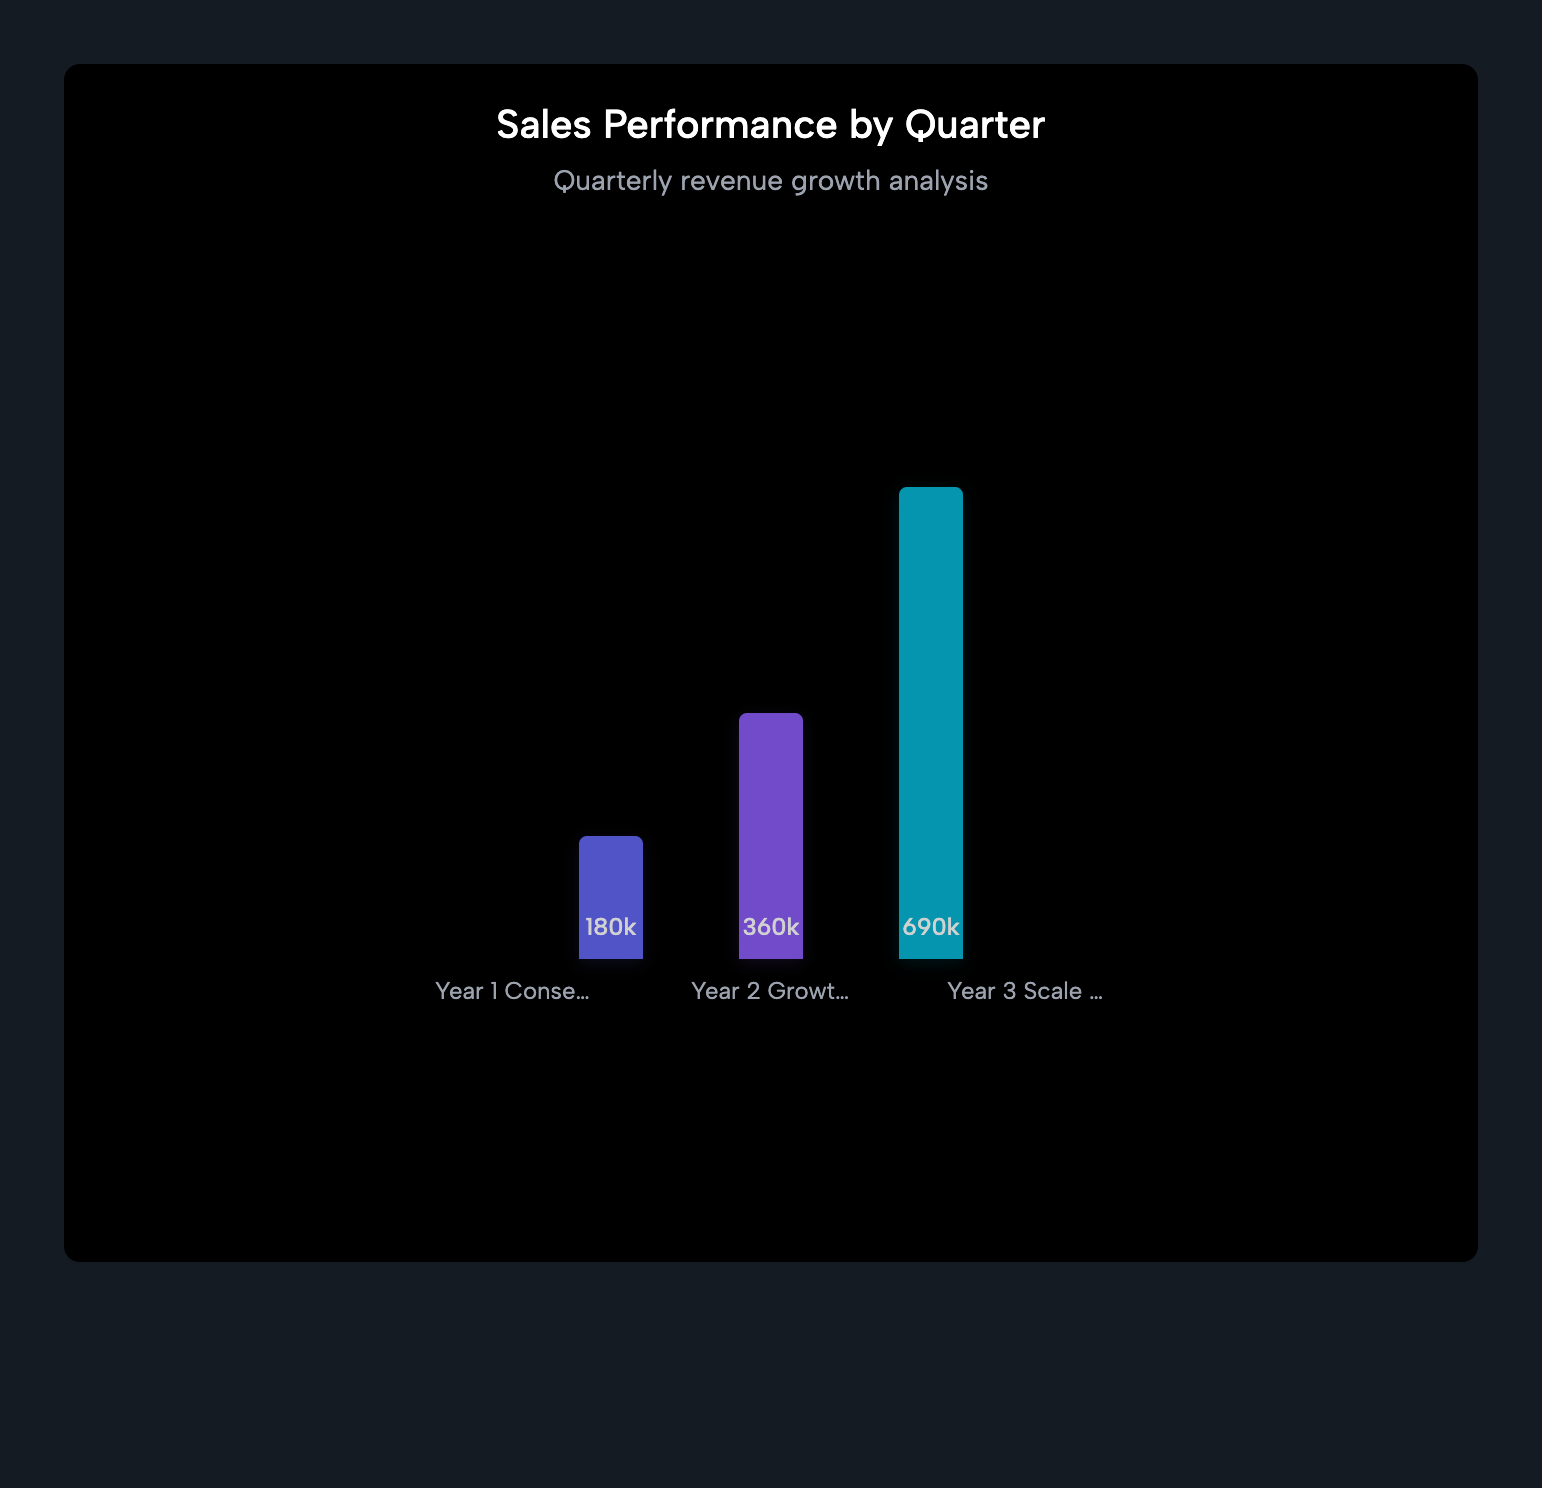 Sales Performance by Quarter
Quarterly revenue growth analysis
180k 360k 690k
Year 1 Conse... Year 2 Growt... Year 3 Scale ...